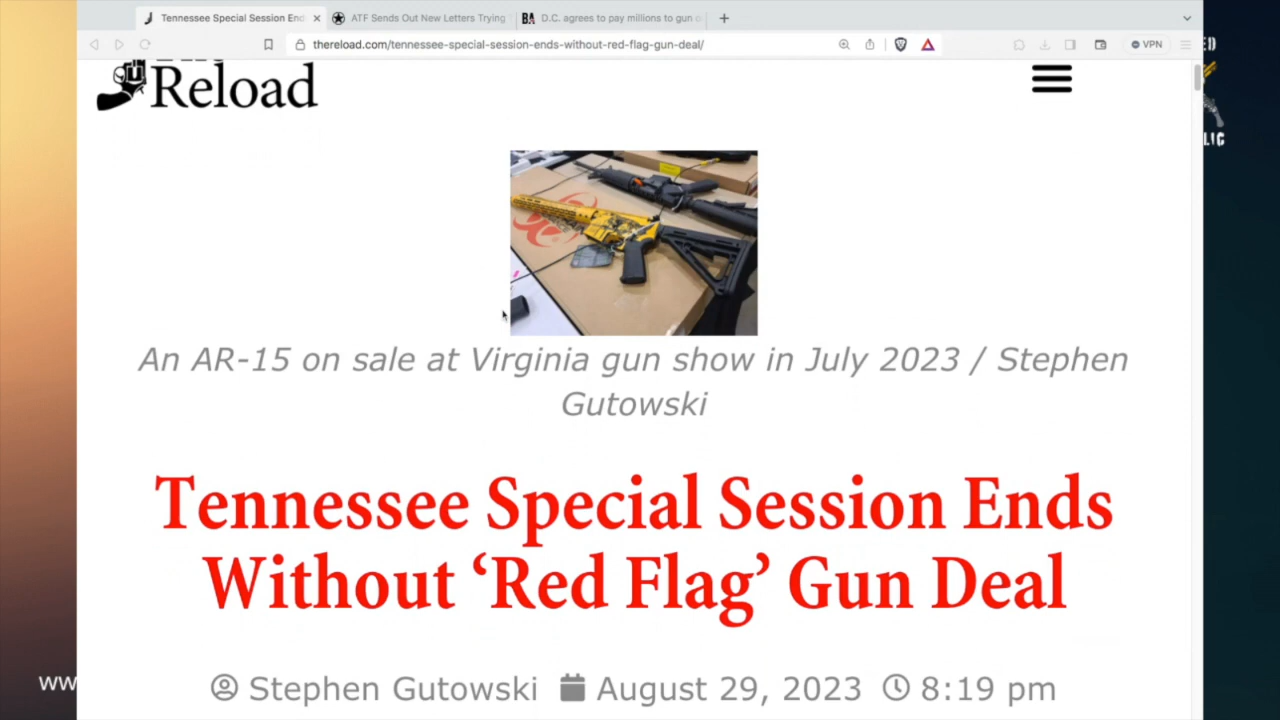 Tennessee Special Session End
ATF Sends Out New Letters Trying
BA D.C. agrees to pay millions to gun o
thereload.com/tennessee-special-session-ends-without-red-flag-gun-deal/
VPN
Reload
An AR-15 on sale at Virginia gun show in July 2023 / Stephen
Gutowski
Tennessee Special Session Ends
Without ‘Red Flag’ Gun Deal
Stephen Gutowski August 29, 2023 8:19 pm
ww